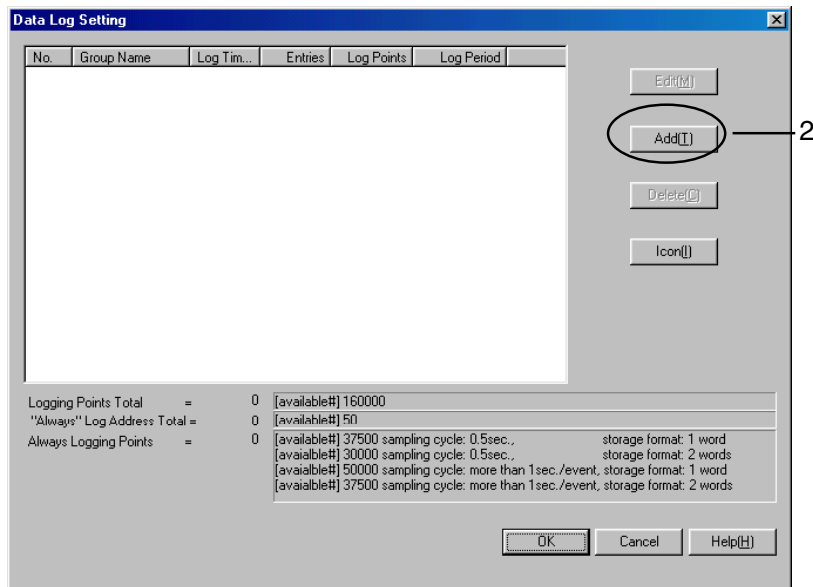 Data Log Setting
No. Group Name Log Tim... Entries Log Points Log Period
Edit(M)
Add(T)
2
Delete(C)
Icon(I)
Logging Points Total = 0 [available#] 160000
"Always" Log Address Total = 0 [available#] 50
Always Logging Points = 0 [available#] 37500 sampling cycle: 0.5sec., storage format: 1 word
[available#] 30000 sampling cycle: 0.5sec., storage format: 2 words
[avaialble#] 50000 sampling cycle: more than 1sec./event, storage format: 1 word
[avaialble#] 37500 sampling cycle: more than 1sec./event, storage format: 2 words
OK Cancel Help(H)